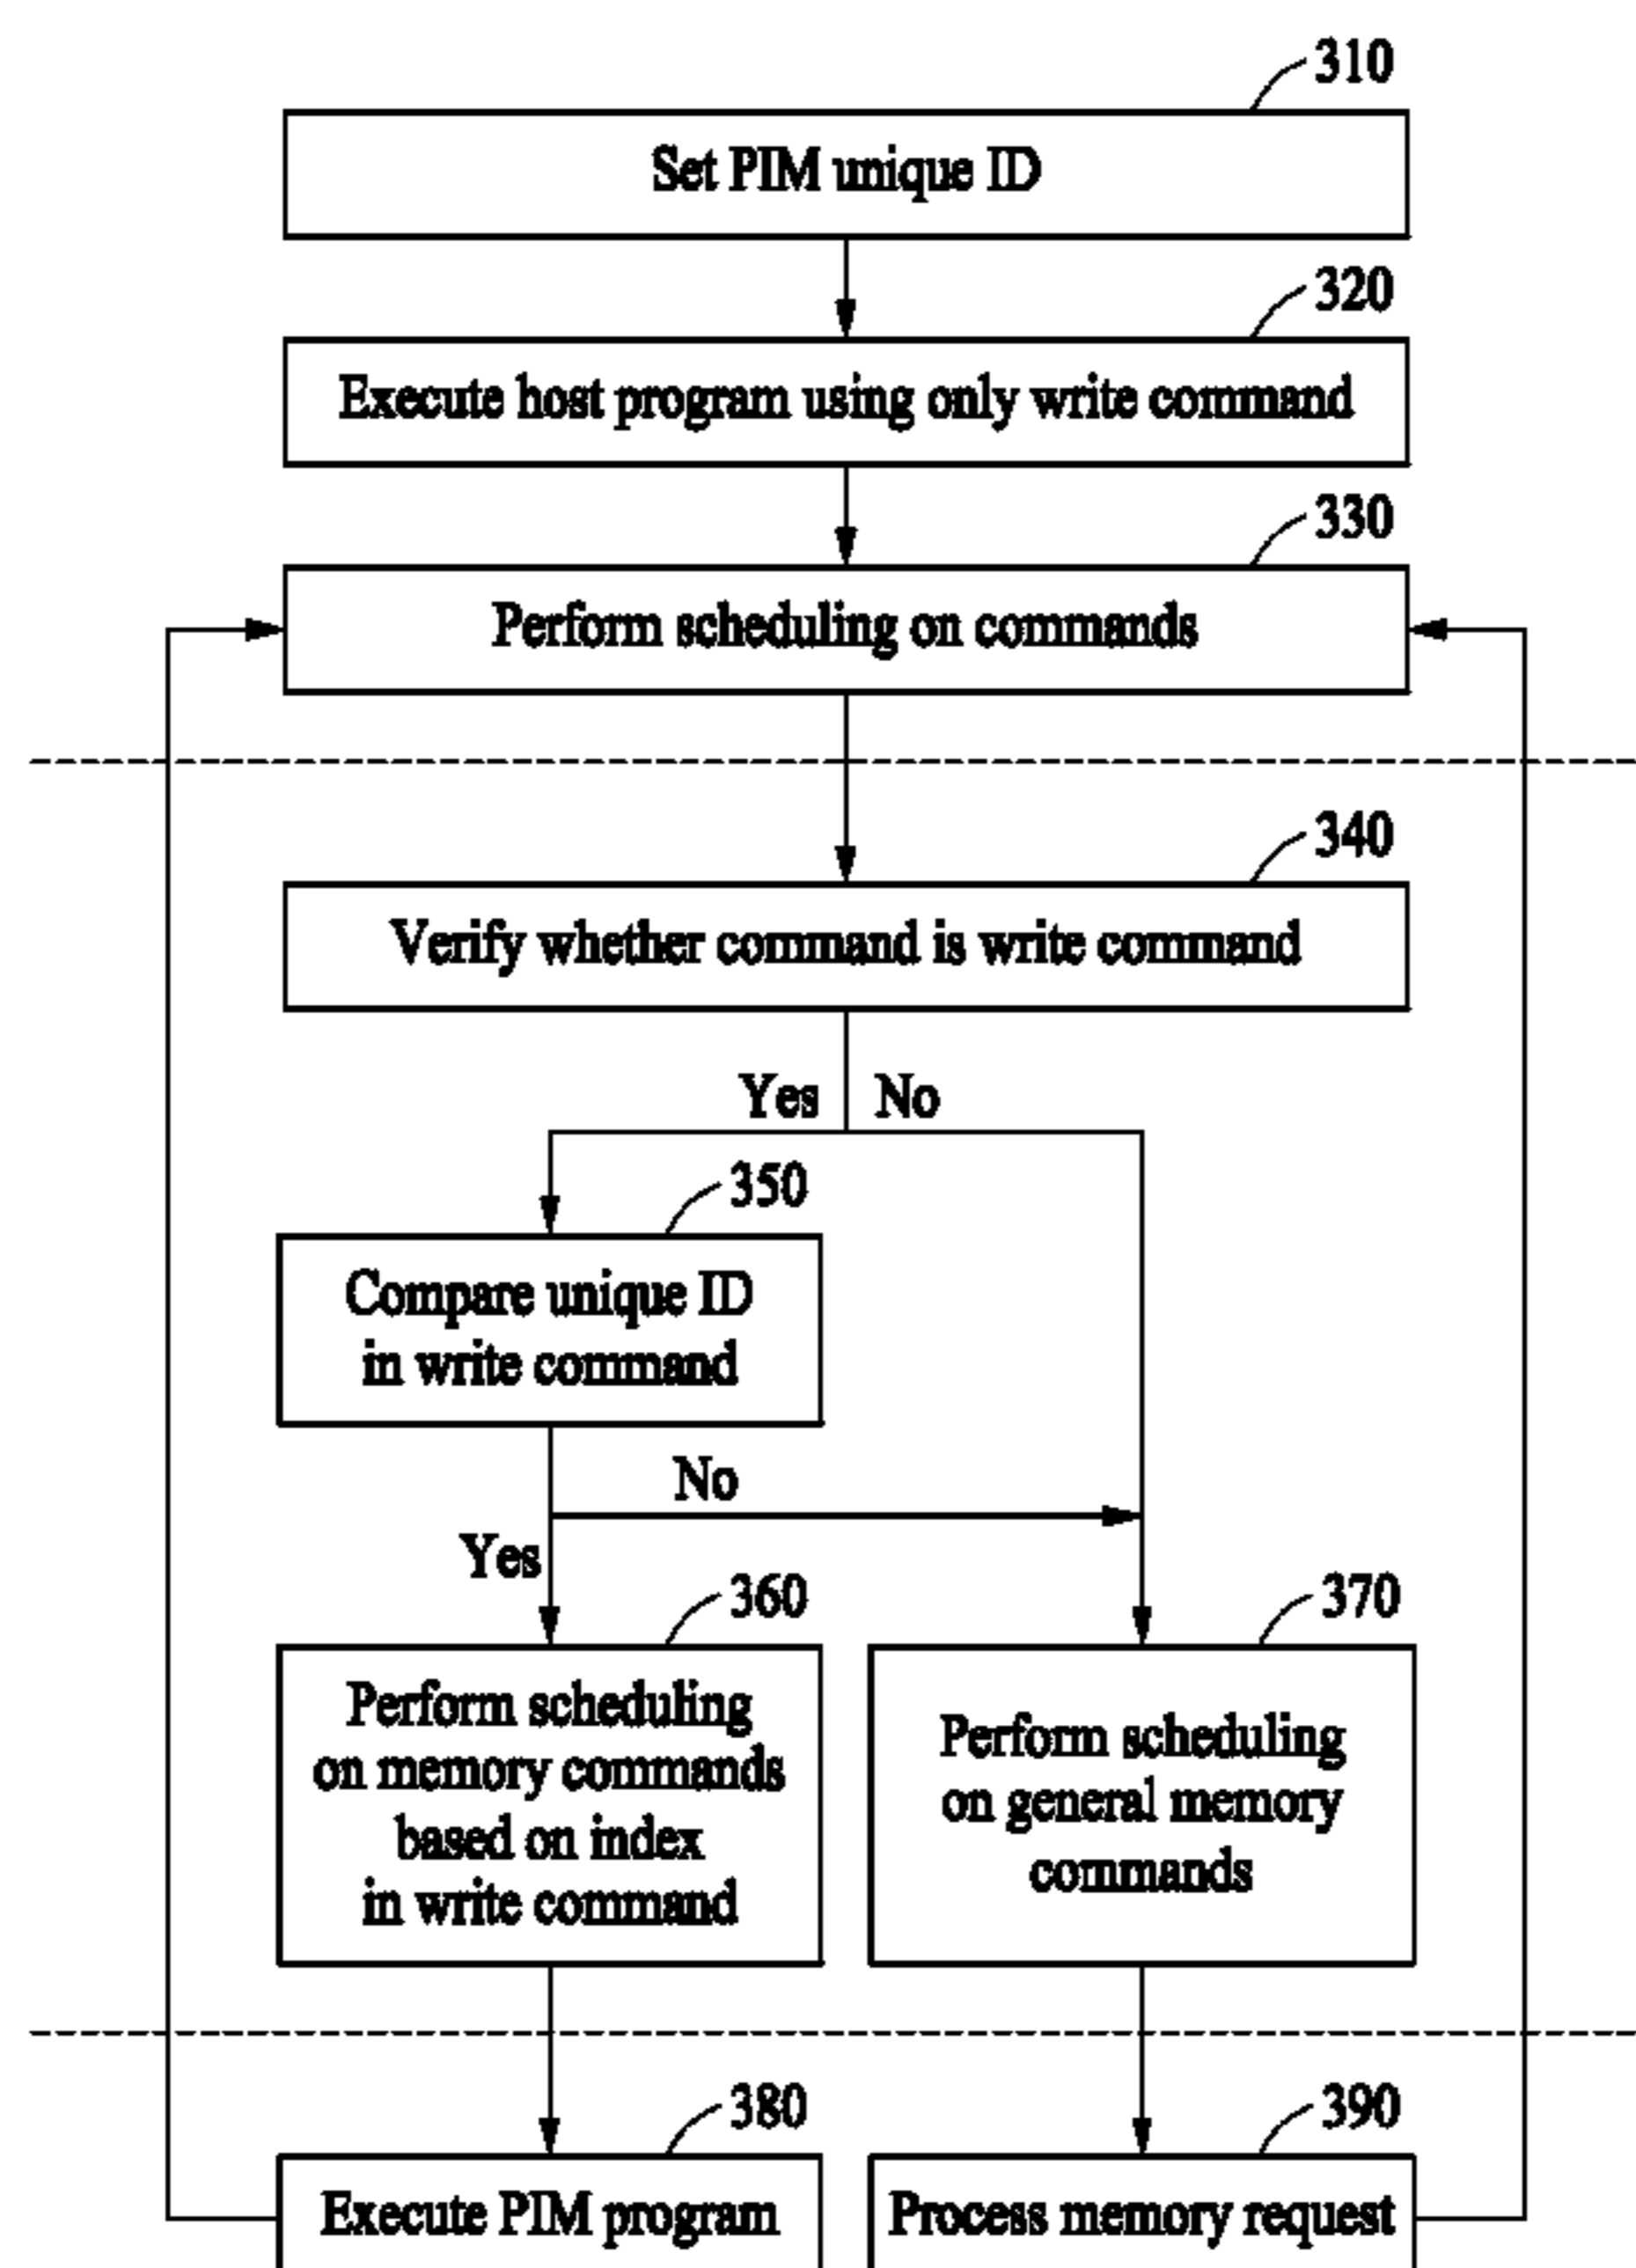 310
Set PIM unique ID
320
Execute host program using only write command
330
Perform scheduling on commands
340
Verify whether command is write command
Yes No
350
Compare unique ID
in write command
No
Yes
360
Perform scheduling
on memory commands
based on index
in write command
370
Perform scheduling
on general memory
commands
380
Execute PIM program
390
Process memory request